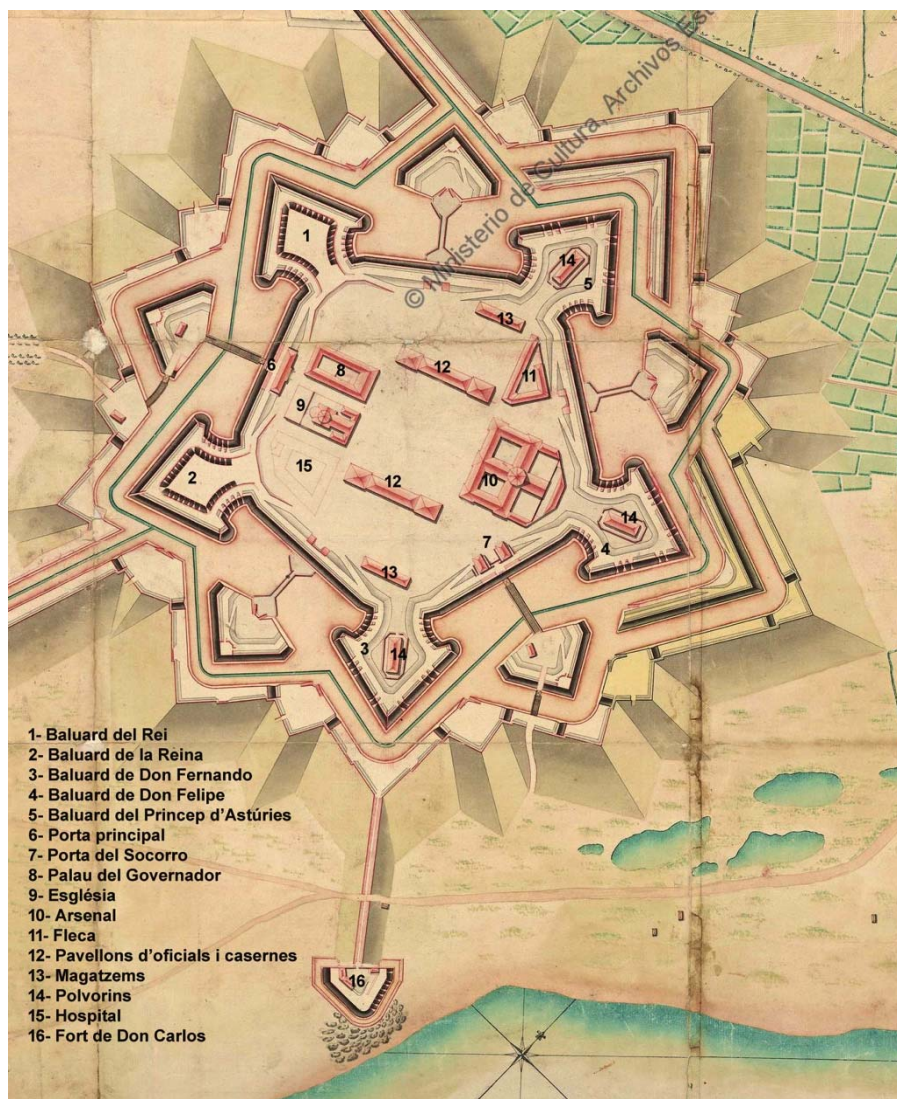 © Ministerio de Cultura. Archivos Est
1
14
5
13
6
8
12
11
9
2
15
12
10
14
7
4
13
3
14
1- Baluard del Rei
2- Baluard de la Reina
3- Baluard de Don Fernando
4- Baluard de Don Felipe
5- Baluard del Princep d’Astúries
6- Porta principal
7- Porta del Socorro
8- Palau del Governador
9- Església
10- Arsenal
11- Fleca
12- Pavellons d’oficials i casernes
13- Magatzems
14- Polvorins
15- Hospital
16- Fort de Don Carlos
16